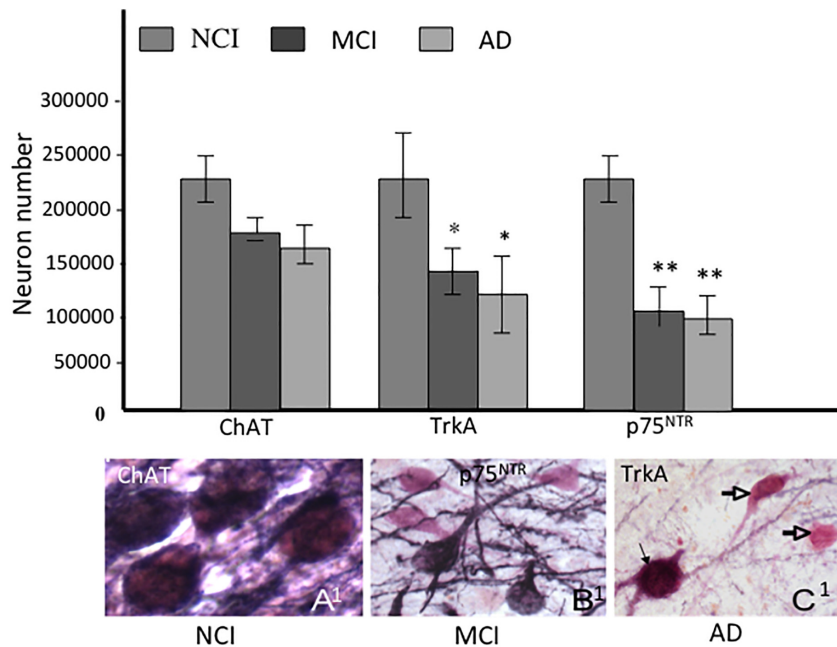 NCI MCI AD
Neuron number
300000
250000
200000
150000
100000
50000
0
* *
** **
ChAT TrkA p75NTR
ChAT p75NTR TrkA
A1 B1 C1
NCI MCI AD